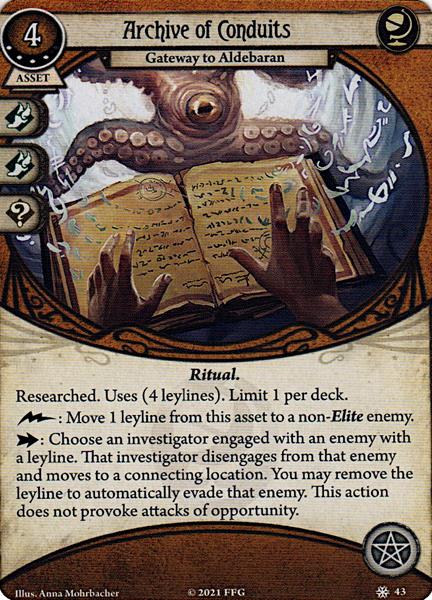 4
Archive of Conduits
Gateway to Aldebaran
ASSET
?
Ritual.
Researched. Uses (4 leylines). Limit 1 per deck.
: Move 1 leyline from this asset to a non-Elite enemy.
: Choose an investigator engaged with an enemy with
a leyline. That investigator disengages from that enemy
and moves to a connecting location. You may remove the
leyline to automatically evade that enemy. This action
does not provoke attacks of opportunity.
Illus. Anna Mohrbacher
© 2021 FFG
43